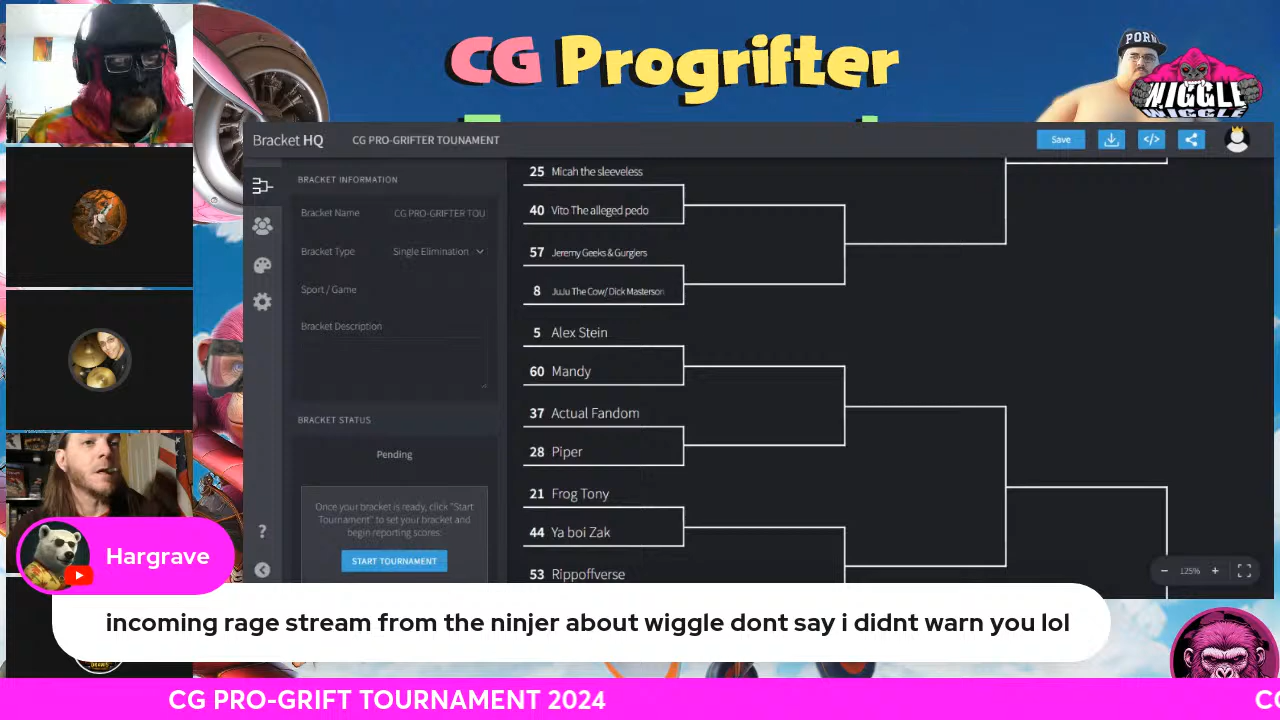 CG Progrifter
PORN
WIGGLE
WIGGLE
Bracket HQ
CG PRO-GRIFTER TOURNAMENT
Save
BRACKET INFORMATION
Bracket Name
CG PRO-GRIFTER TOU
Bracket Type
Single Elimination
Sport / Game
Bracket Description
BRACKET STATUS
Pending
Once your bracket is ready, click "Start
Tournament" to set your bracket and
begin reporting scores:
START TOURNAMENT
?
25 Micah the sleeveless
40 Vito The alleged pedo
57 Jeremy Geeks & Gurglers
8 JuJu The Cow/ Dick Masterson
5 Alex Stein
60 Mandy
37 Actual Fandom
28 Piper
21 Frog Tony
44 Ya boi Zak
53 Rippoffverse
− 125% +
Hargrave
incoming rage stream from the ninjer about wiggle dont say i didnt warn you lol
CG PRO-GRIFT TOURNAMENT 2024